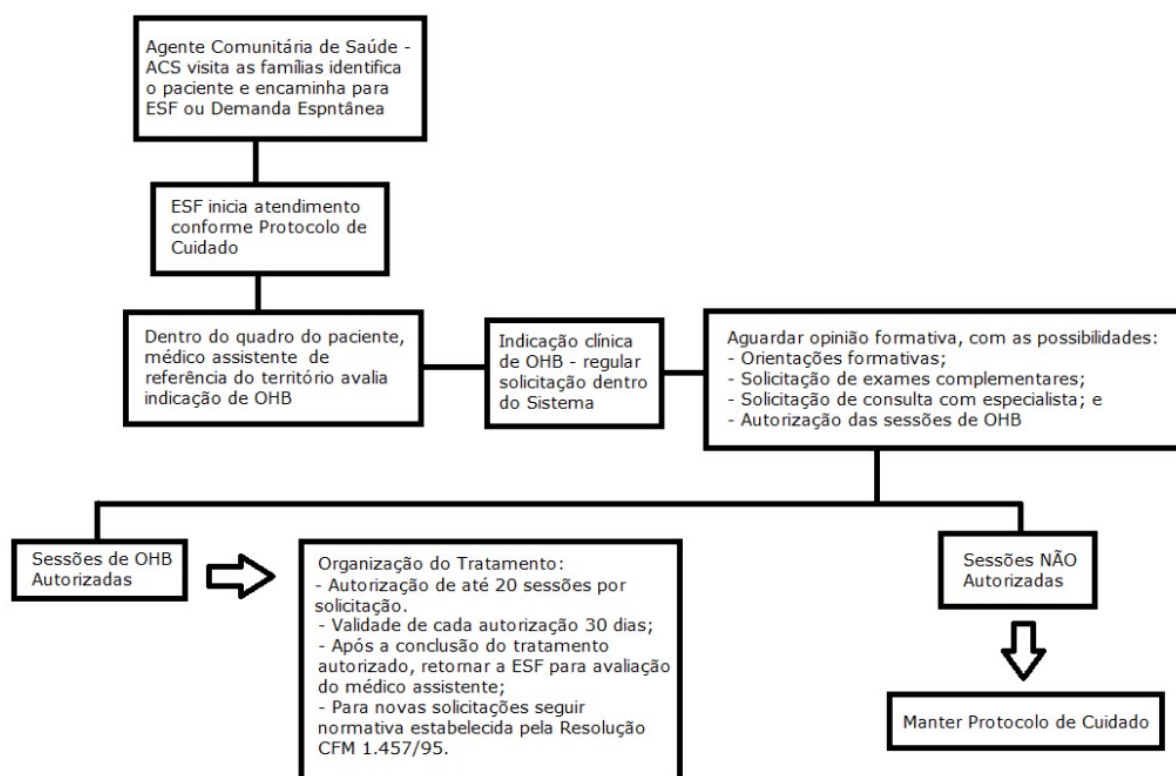 Agente Comunitária de Saúde -
ACS visita as famílias identifica
o paciente e encaminha para
ESF ou Demanda Espntânea
ESF inicia atendimento
conforme Protocolo de
Cuidado
Dentro do quadro do paciente,
médico assistente de
referência do território avalia
indicação de OHB
Indicação clínica
de OHB - regular
solicitação dentro
do Sistema
Aguardar opinião formativa, com as possibilidades:
- Orientações formativas;
- Solicitação de exames complementares;
- Solicitação de consulta com especialista; e
- Autorização das sessões de OHB
Sessões de OHB
Autorizadas
Organização do Tratamento:
- Autorização de até 20 sessões por
solicitação.
- Validade de cada autorização 30 dias;
- Após a conclusão do tratamento
autorizado, retornar a ESF para avaliação
do médico assistente;
- Para novas solicitações seguir
normativa estabelecida pela Resolução
CFM 1.457/95.
Sessões NÃO
Autorizadas
Manter Protocolo de Cuidado